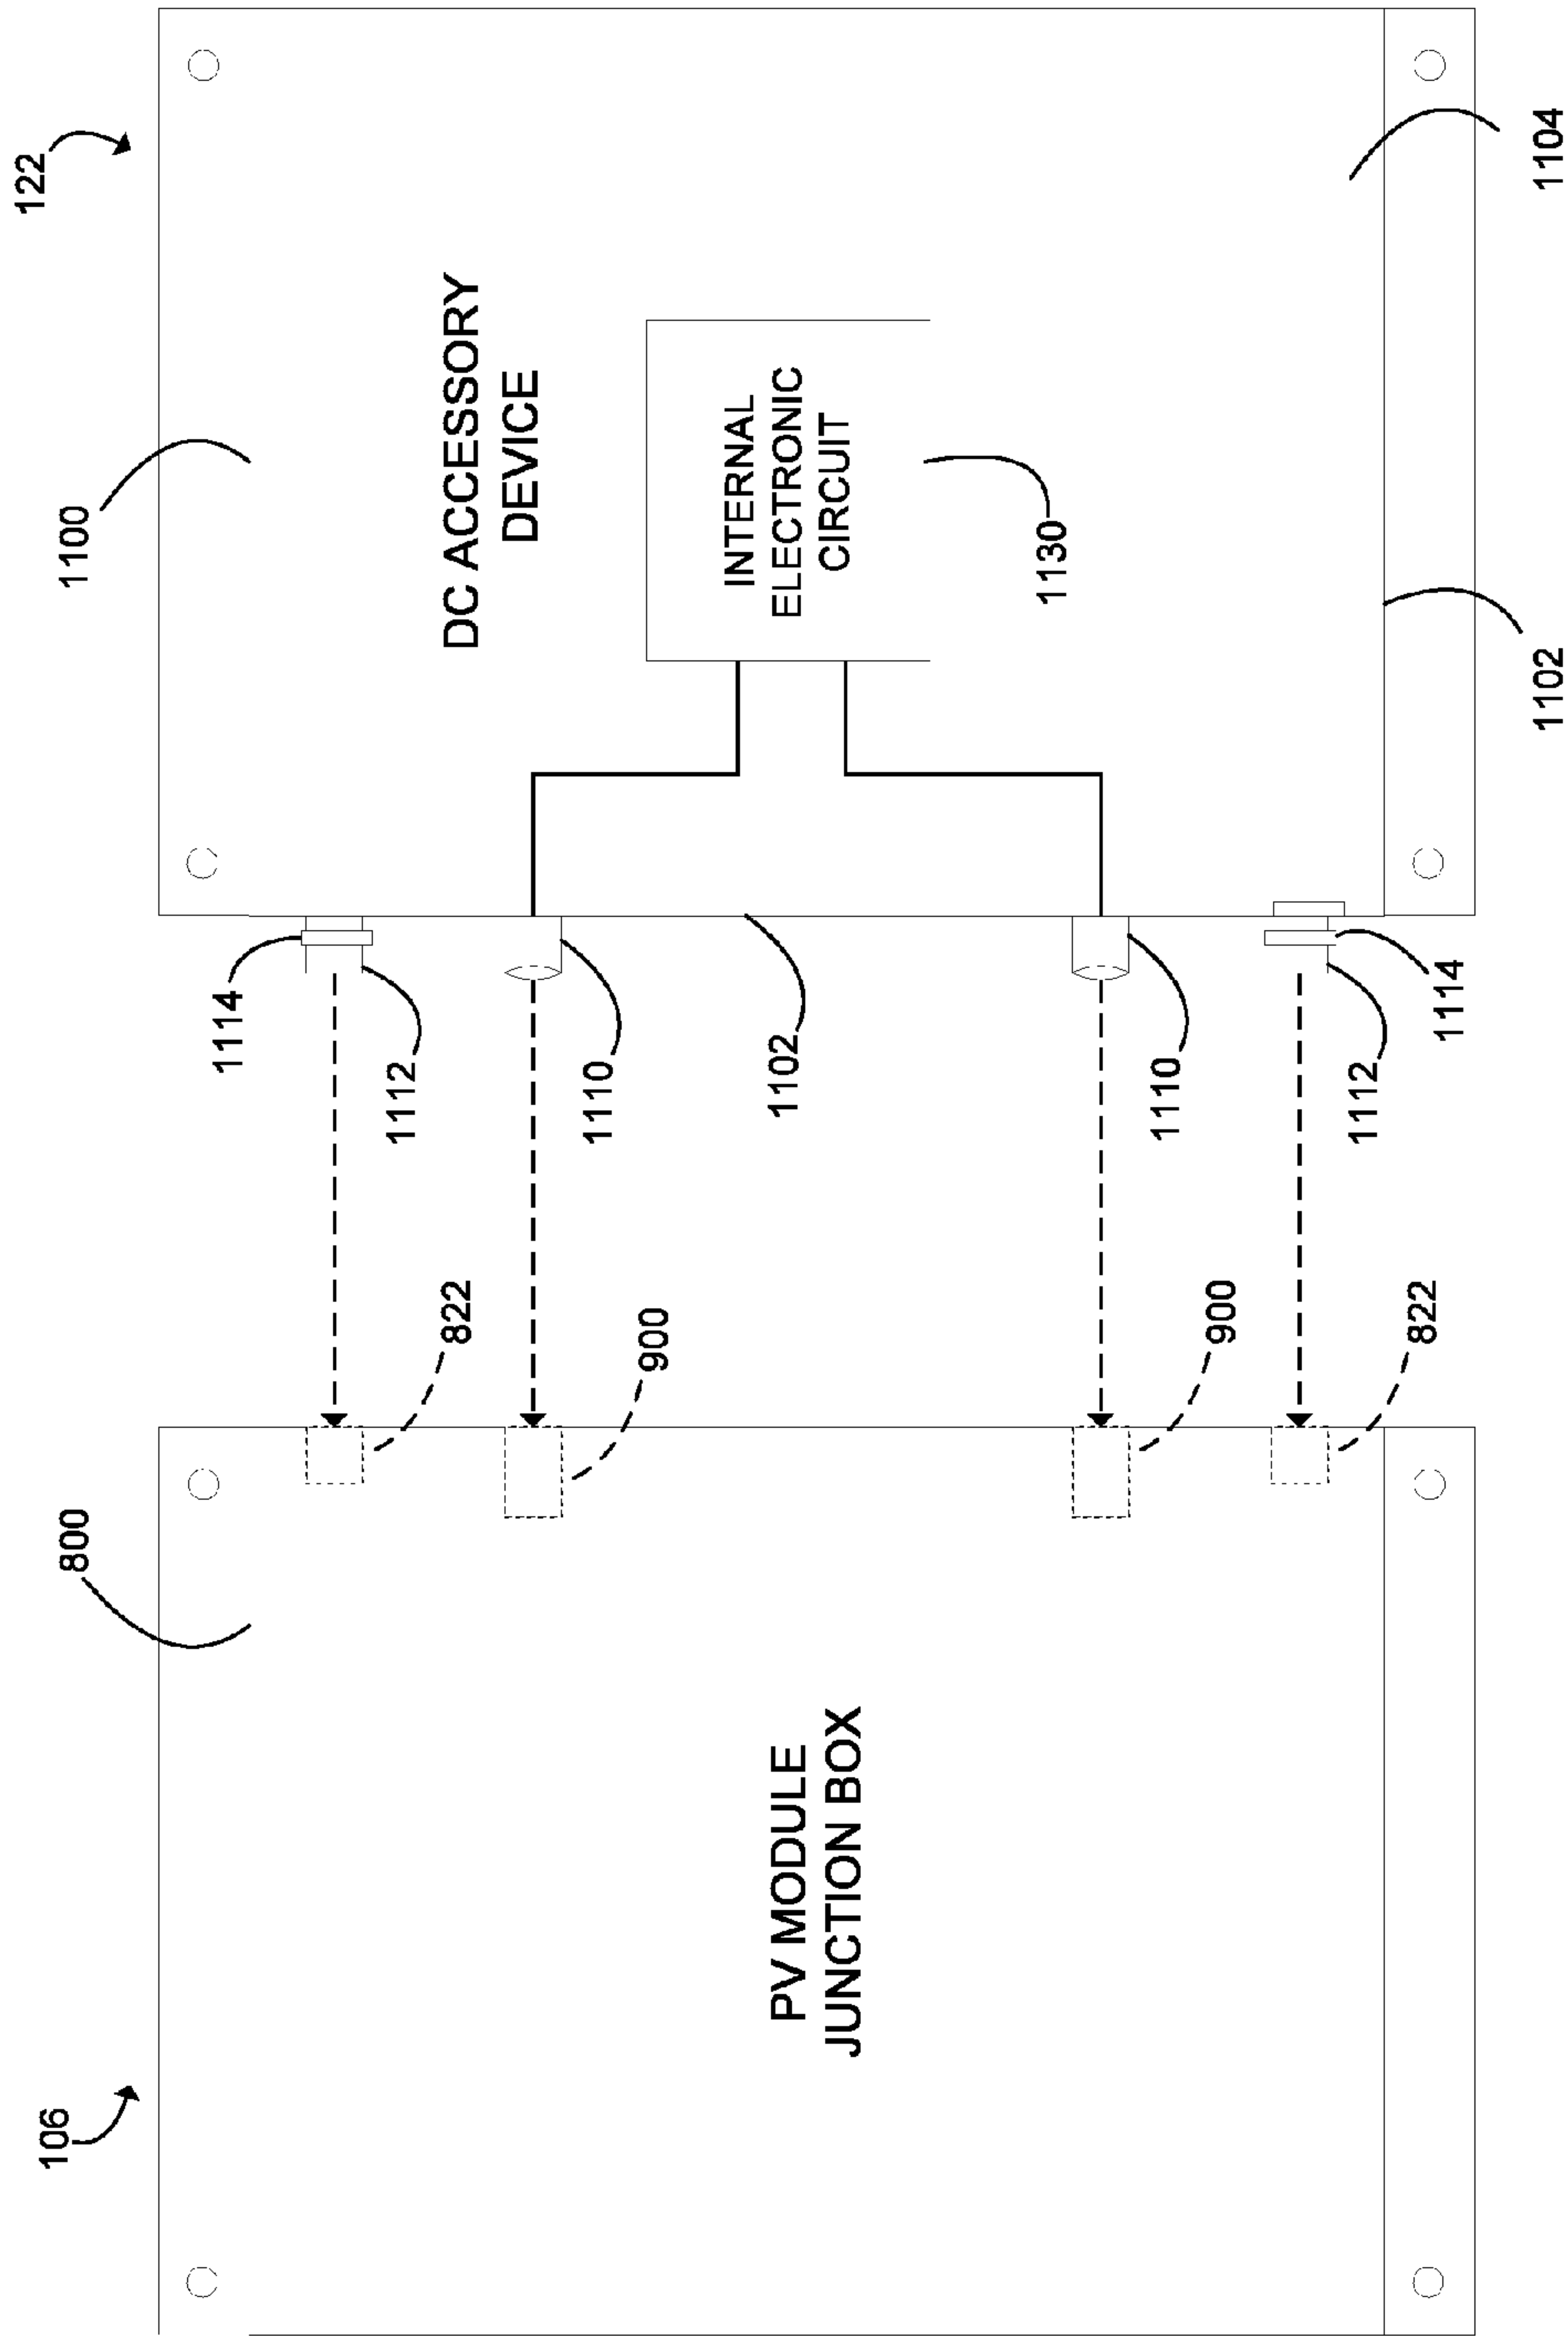 122
106
800
1100
1114
1112
822
DC ACCESSORY
DEVICE
1110
900
PV MODULE
JUNCTION BOX
1102
INTERNAL
ELECTRONIC
CIRCUIT
1130
900
1110
822
1112
1114
1102
1104